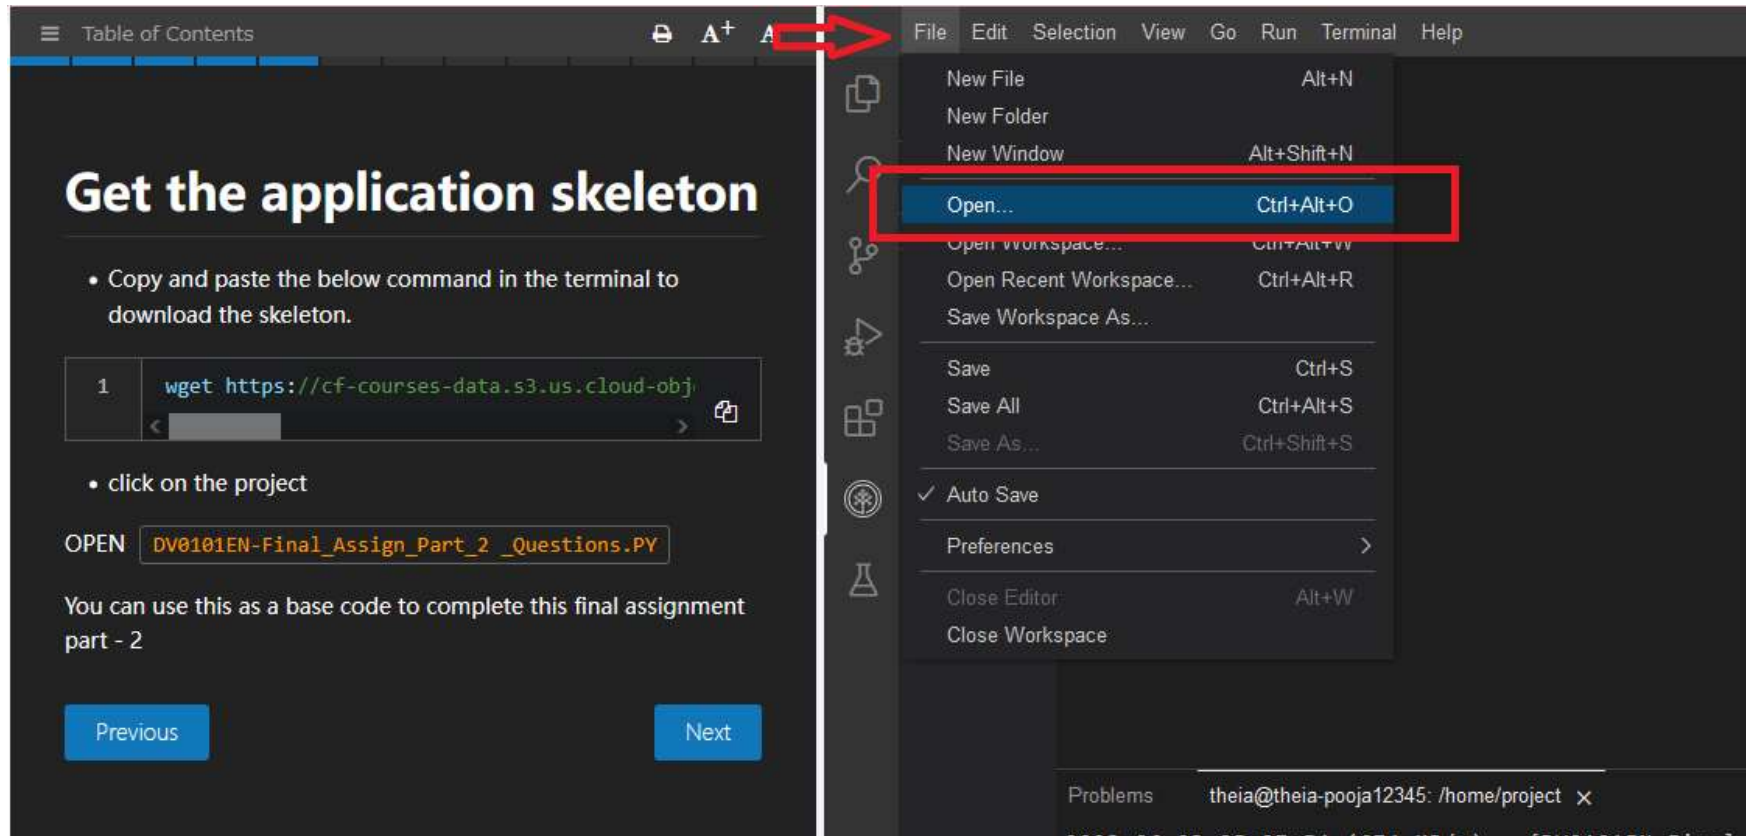 Table of Contents
A+
A
Get the application skeleton
• Copy and paste the below command in the terminal to
download the skeleton.
1 wget https://cf-courses-data.s3.us.cloud-obj
• click on the project
OPEN DV0101EN-Final_Assign_Part_2 _Questions.PY
You can use this as a base code to complete this final assignment
part - 2
Previous
Next
File Edit Selection View Go Run Terminal Help
New File Alt+N
New Folder
New Window Alt+Shift+N
Open... Ctrl+Alt+O
Open Workspace... Ctrl+Alt+W
Open Recent Workspace... Ctrl+Alt+R
Save Workspace As...
Save Ctrl+S
Save All Ctrl+Alt+S
Save As... Ctrl+Shift+S
Auto Save
Preferences
Close Editor Alt+W
Close Workspace
Problems theia@theia-pooja12345: /home/project